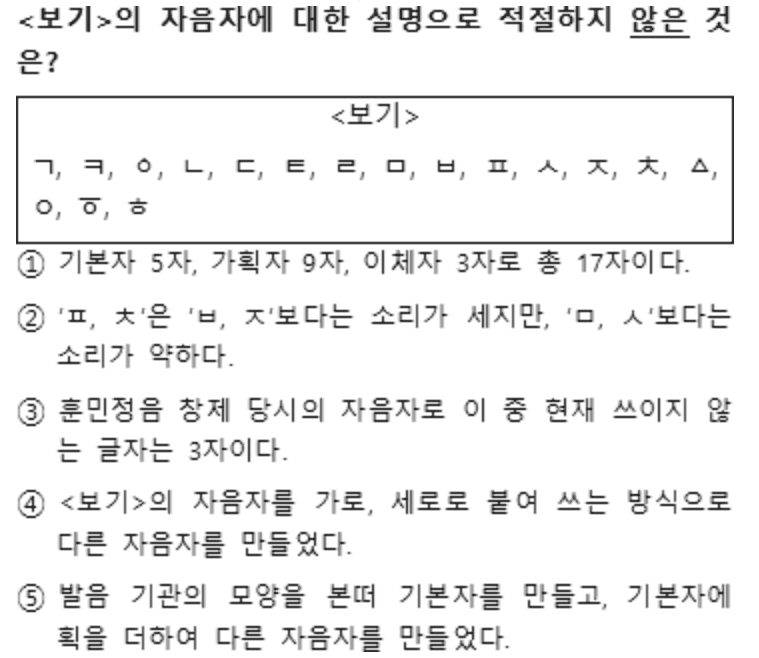 <보기>의 자음자에 대한 설명으로 적절하지 않은 것
은?
<보기>
ㄱ, ㅋ, ㆁ, ㄴ, ㄷ, ㅌ, ㄹ, ㅁ, ㅂ, ㅍ, ㅅ, ㅈ, ㅊ, ㅿ,
ㅇ, ㆆ, ㅎ
① 기본자 5자, 가획자 9자, 이체자 3자로 총 17자이다.
② 'ㅍ, ㅊ'은 'ㅂ, ㅈ'보다는 소리가 세지만, 'ㅁ, ㅅ'보다는
소리가 약하다.
③ 훈민정음 창제 당시의 자음자로 이 중 현재 쓰이지 않
는 글자는 3자이다.
④ <보기>의 자음자를 가로, 세로로 붙여 쓰는 방식으로
다른 자음자를 만들었다.
⑤ 발음 기관의 모양을 본떠 기본자를 만들고, 기본자에
획을 더하여 다른 자음자를 만들었다.